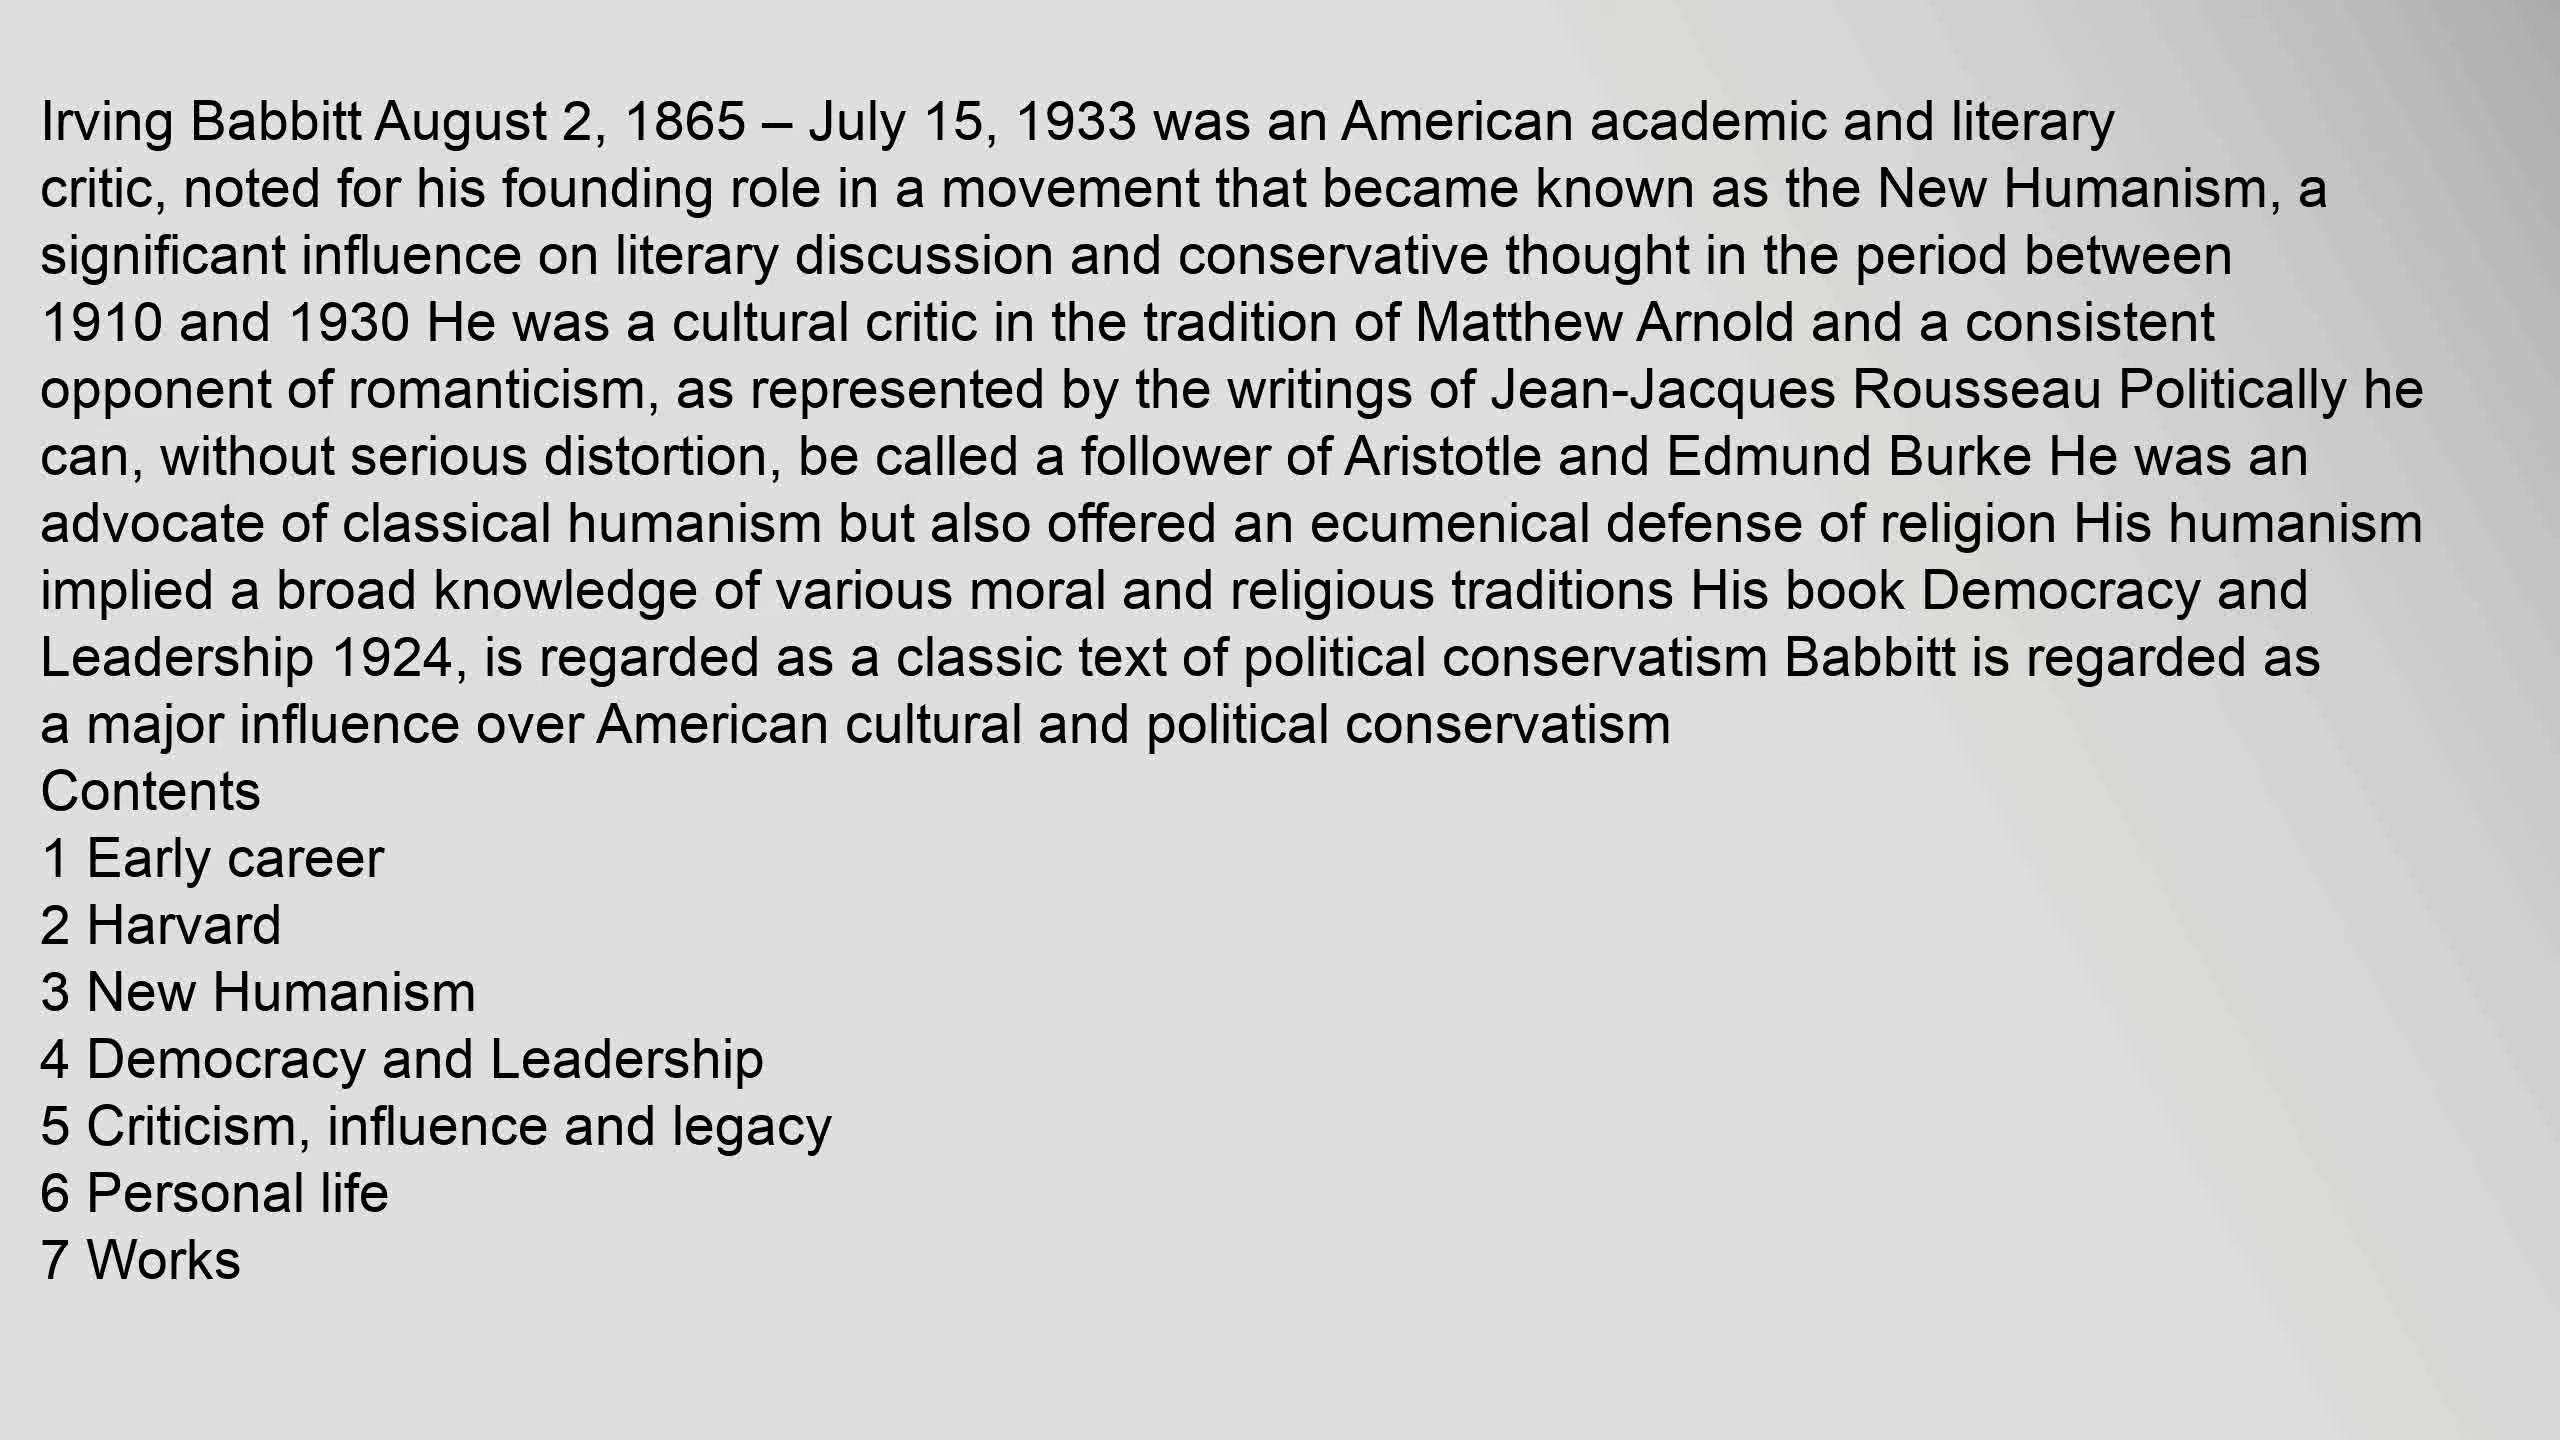 Irving Babbitt August 2, 1865 – July 15, 1933 was an American academic and literary
critic, noted for his founding role in a movement that became known as the New Humanism, a
significant influence on literary discussion and conservative thought in the period between
1910 and 1930 He was a cultural critic in the tradition of Matthew Arnold and a consistent
opponent of romanticism, as represented by the writings of Jean-Jacques Rousseau Politically he
can, without serious distortion, be called a follower of Aristotle and Edmund Burke He was an
advocate of classical humanism but also offered an ecumenical defense of religion His humanism
implied a broad knowledge of various moral and religious traditions His book Democracy and
Leadership 1924, is regarded as a classic text of political conservatism Babbitt is regarded as
a major influence over American cultural and political conservatism
Contents
1 Early career
2 Harvard
3 New Humanism
4 Democracy and Leadership
5 Criticism, influence and legacy
6 Personal life
7 Works